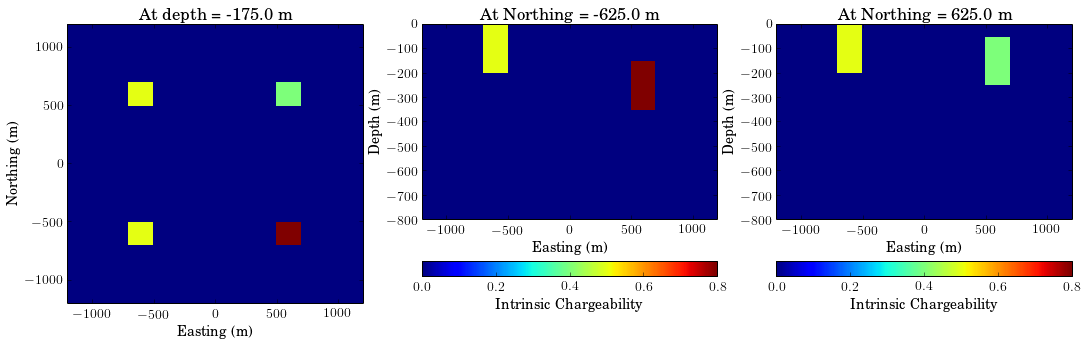 At depth = -175.0 m
1000
500
0
−500
−1000
Northing (m)
−1000 −500 0 500 1000
Easting (m)
At Northing = -625.0 m
0
−100
−200
−300
−400
−500
−600
−700
−800
Depth (m)
−1000 −500 0 500 1000
Easting (m)
0.0 0.2 0.4 0.6 0.8
Intrinsic Chargeability
At Northing = 625.0 m
0
−100
−200
−300
−400
−500
−600
−700
−800
Depth (m)
−1000 −500 0 500 1000
Easting (m)
0.0 0.2 0.4 0.6 0.8
Intrinsic Chargeability